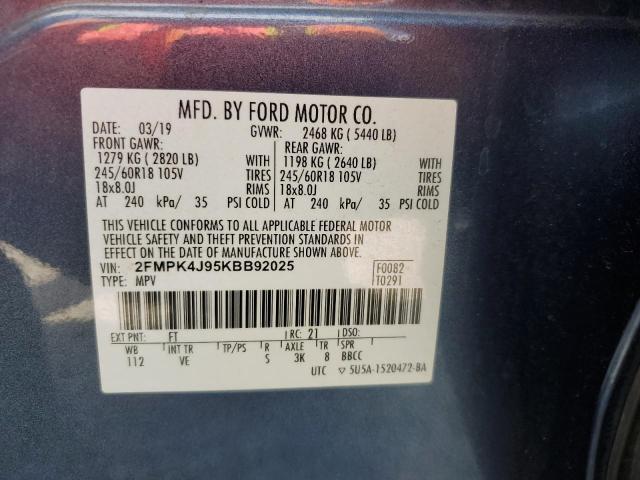 MFD. BY FORD MOTOR CO.
DATE: 03/19 GVWR: 2468 KG ( 5440 LB)
FRONT GAWR: REAR GAWR:
1279 KG ( 2820 LB) WITH 1198 KG ( 2640 LB) WITH
245/60R18 105V TIRES 245/60R18 105V TIRES
18x8.0J RIMS 18x8.0J RIMS
AT 240 kPa/ 35 PSI COLD AT 240 kPa/ 35 PSI COLD
THIS VEHICLE CONFORMS TO ALL APPLICABLE FEDERAL MOTOR
VEHICLE SAFETY AND THEFT PREVENTION STANDARDS IN
EFFECT ON THE DATE OF MANUFACTURE SHOWN ABOVE.
VIN: 2FMPK4J95KBB92025 F0082
TYPE: MPV T0291
EXT PNT: FT RC: 21 DSO:
WB INT TR TP/PS R AXLE TR SPR
112 VE S 3K 8 BBCC
UTC ▽ 5U5A-1520472-BA